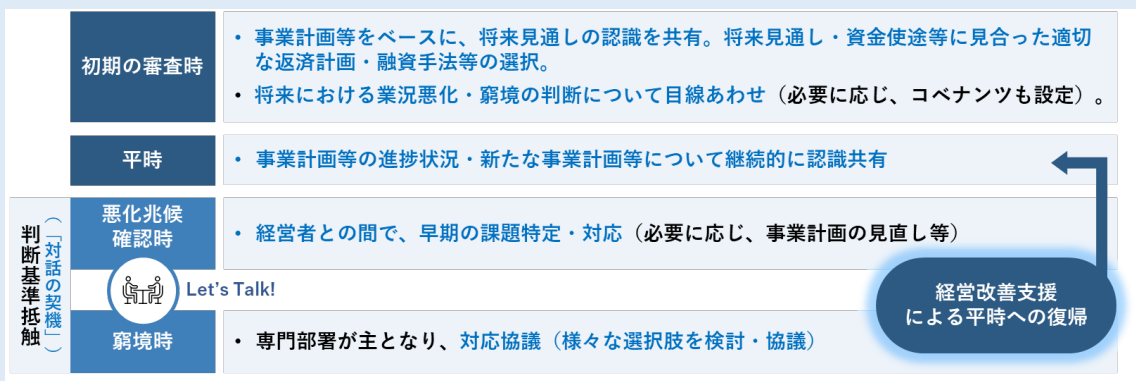 初期の審査時
・ 事業計画等をベースに、将来見通しの認識を共有。将来見通し・資金使途等に見合った適切
な返済計画・融資手法等の選択。
・ 将来における業況悪化・窮境の判断について目線あわせ（必要に応じ、コベナンツも設定）。
平時
・ 事業計画等の進捗状況・新たな事業計画等について継続的に認識共有
判断基準抵触
（「対話の契機」）
悪化兆候
確認時
・ 経営者との間で、早期の課題特定・対応（必要に応じ、事業計画の見直し等）
Let's Talk!
経営改善支援
による平時への復帰
窮境時
・ 専門部署が主となり、対応協議（様々な選択肢を検討・協議）